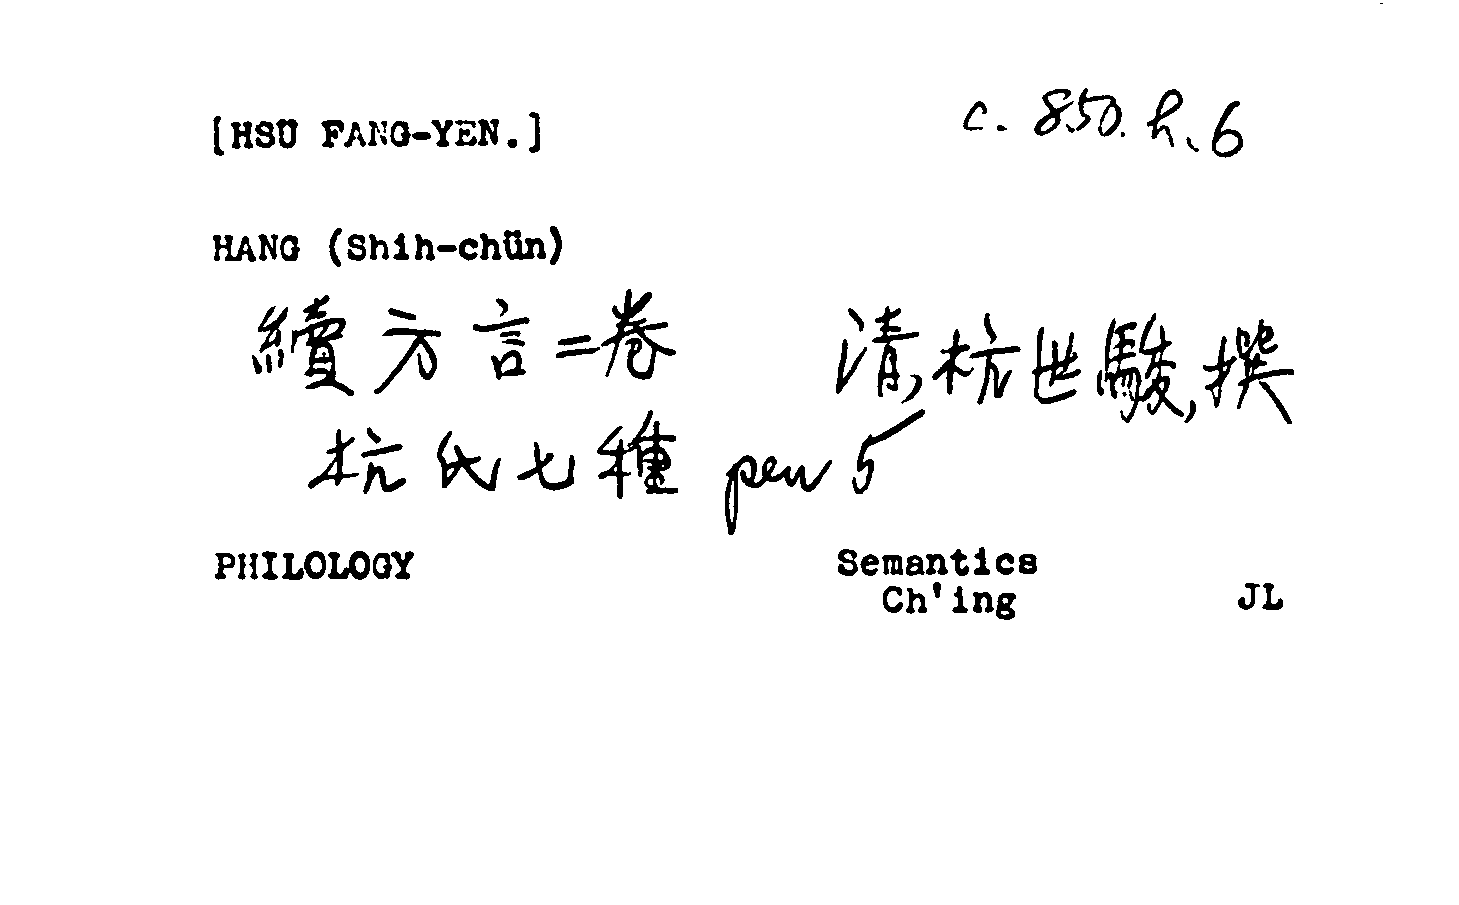 [HSÜ FANG-YEN.] c. 850. h. 6
HANG (Shih-chün)
續方言二卷 清,杭世駿,撰
杭氏七種 pen 5
PHILOLOGY Semantics
Ch'ing JL